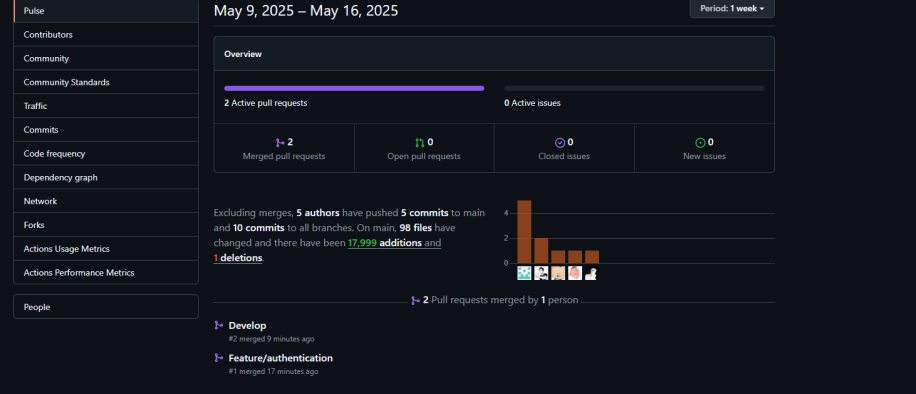 Pulse
Contributors
Community
Community Standards
Traffic
Commits
Code frequency
Dependency graph
Network
Forks
Actions Usage Metrics
Actions Performance Metrics
People
May 9, 2025 – May 16, 2025
Period: 1 week
Overview
2 Active pull requests
0 Active issues
2
Merged pull requests
0
Open pull requests
0
Closed issues
0
New issues
Excluding merges, 5 authors have pushed 5 commits to main
and 10 commits to all branches. On main, 98 files have
changed and there have been 17,999 additions and
1 deletions.
4
2
0
2 Pull requests merged by 1 person
Develop
#2 merged 9 minutes ago
Feature/authentication
#1 merged 17 minutes ago